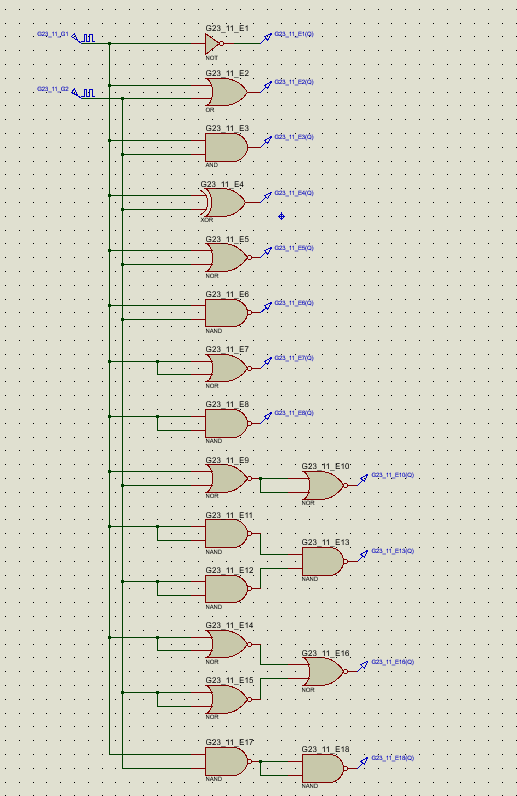 G23_11_E1
G23_11_G1
G23_11_E1(Q)
NOT
G23_11_E2
G23_11_E2(Q)
G23_11_G2
OR
G23_11_E3
G23_11_E3(Q)
AND
G23_11_E4
G23_11_E4(Q)
XOR
G23_11_E5
G23_11_E5(Q)
NOR
G23_11_E6
G23_11_E6(Q)
NAND
G23_11_E7
G23_11_E7(Q)
NOR
G23_11_E8
G23_11_E8(Q)
NAND
G23_11_E9
G23_11_E10
G23_11_E10(Q)
NOR
NOR
G23_11_E11
G23_11_E13
G23_11_E13(Q)
NAND
G23_11_E12
NAND
NAND
G23_11_E14
G23_11_E16
G23_11_E16(Q)
NOR
G23_11_E15
NOR
NOR
G23_11_E17
G23_11_E18
G23_11_E18(Q)
NAND
NAND